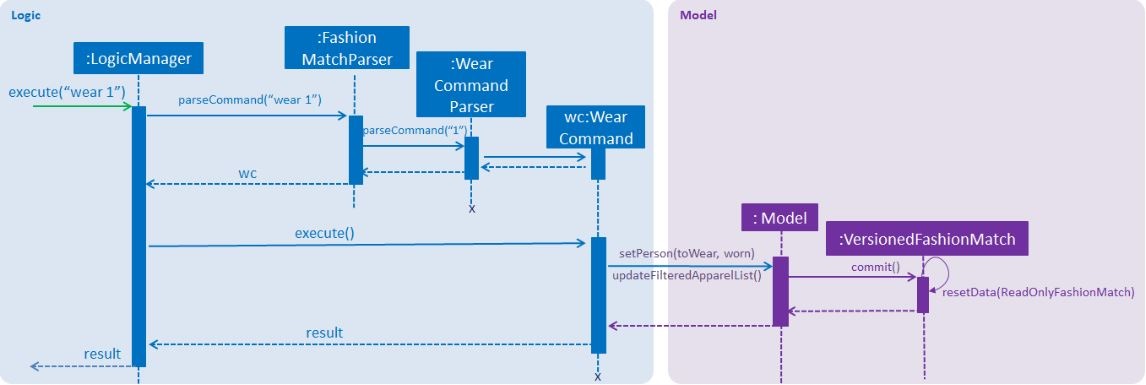 Logic
Model
:LogicManager
:Fashion
MatchParser
:Wear
Command
Parser
wc:Wear
Command
execute(“wear 1”)
parseCommand(“wear 1”)
parseCommand(“1”)
wc
x
execute()
: Model
:VersionedFashionMatch
setPerson(toWear, worn)
updateFilteredApparelList()
commit()
resetData(ReadOnlyFashionMatch)
result
result
x